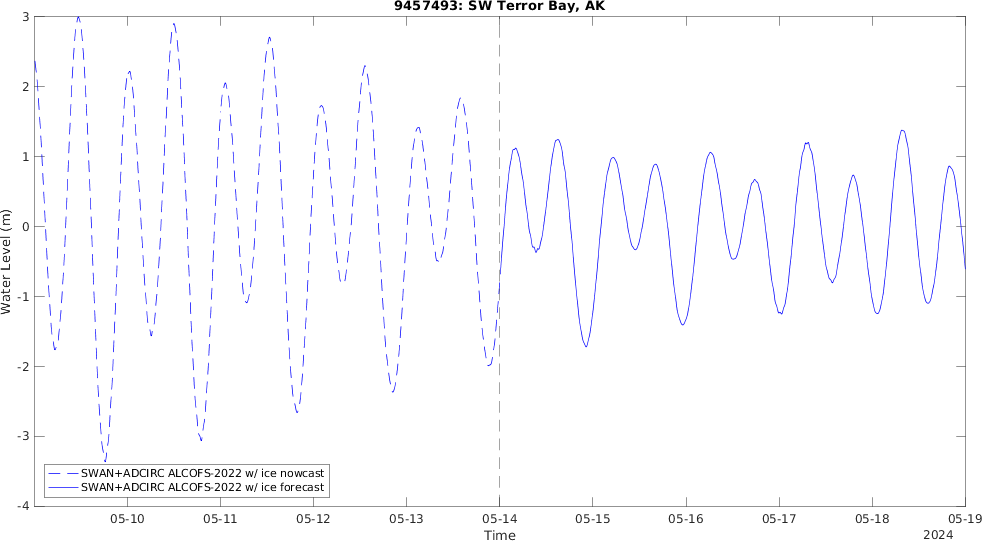 9457493: SW Terror Bay, AK
3
2
1
0
-1
-2
-3
-4
Water Level (m)
SWAN+ADCIRC ALCOFS-2022 w/ ice nowcast
SWAN+ADCIRC ALCOFS-2022 w/ ice forecast
05-10 05-11 05-12 05-13 05-14 05-15 05-16 05-17 05-18 05-19
Time
2024